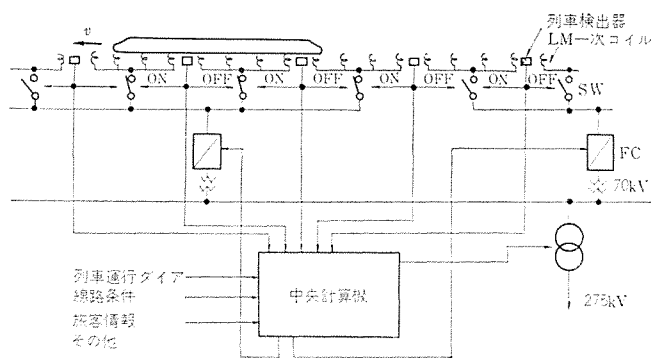 列車検出器
LM一次コイル
v
ON
OFF
ON
OFF
ON
OFF
SW
FC
70kV
列車運行ダイア
線路条件
旅客情報
その他
中央計算機
275kV